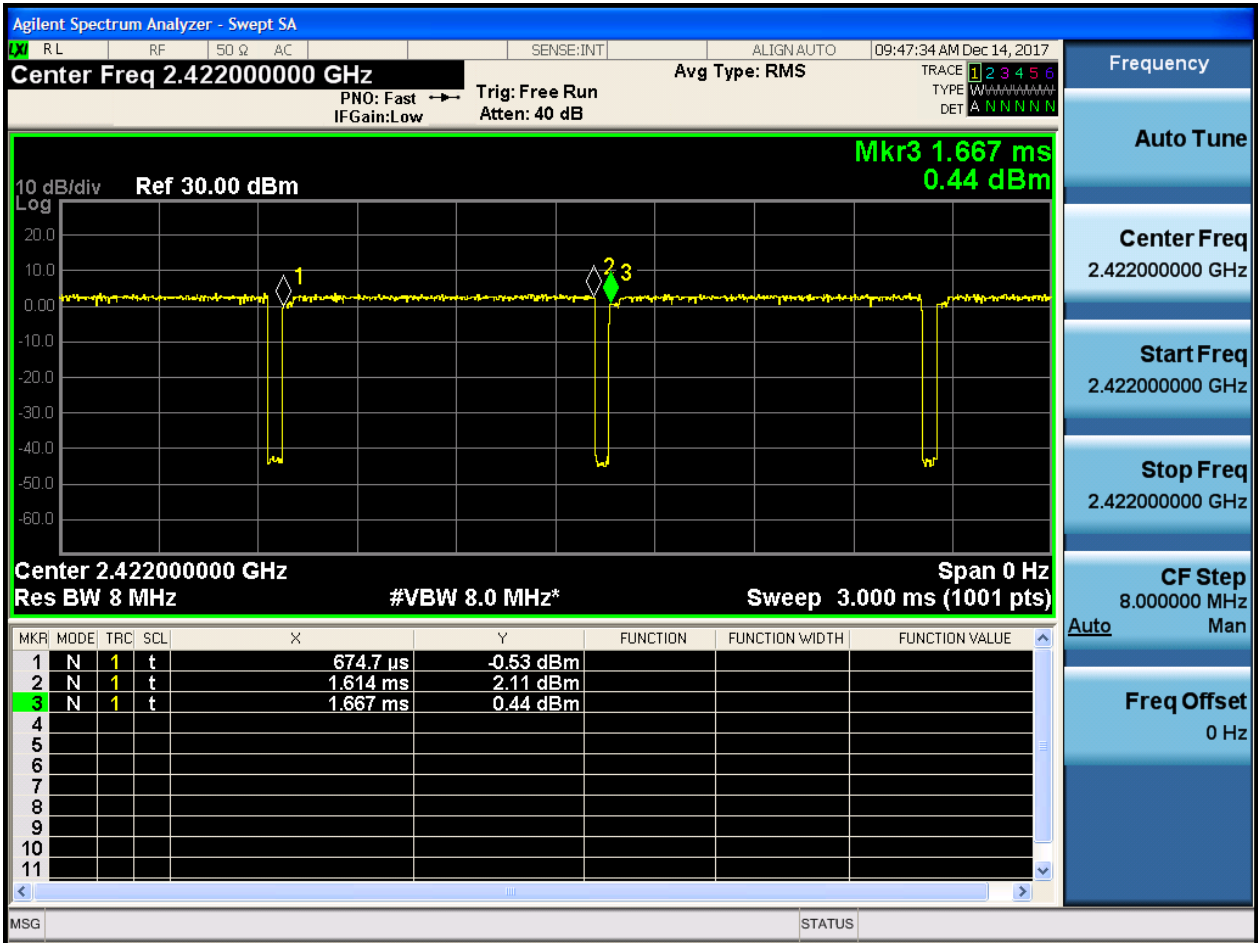 Agilent Spectrum Analyzer - Swept SA
LXI RL RF 50 Ω AC SENSE:INT ALIGN AUTO 09:47:34 AM Dec 14, 2017
Center Freq 2.422000000 GHz
PNO: Fast
IFGain:Low
Trig: Free Run
Atten: 40 dB
Avg Type: RMS
TRACE 1 2 3 4 5 6
TYPE W
DET A N N N N N
Mkr3 1.667 ms
0.44 dBm
10 dB/div Ref 30.00 dBm
Log
20.0
10.0
0.00
-10.0
-20.0
-30.0
-40.0
-50.0
-60.0
1
2
3
Center 2.422000000 GHz Span 0 Hz
Res BW 8 MHz #VBW 8.0 MHz* Sweep 3.000 ms (1001 pts)
MKR MODE TRC SCL X Y FUNCTION FUNCTION WIDTH FUNCTION VALUE
1 N 1 t 674.7 µs -0.53 dBm
2 N 1 t 1.614 ms 2.11 dBm
3 N 1 t 1.667 ms 0.44 dBm
4
5
6
7
8
9
10
11
MSG STATUS
Frequency
Auto Tune
Center Freq
2.422000000 GHz
Start Freq
2.422000000 GHz
Stop Freq
2.422000000 GHz
CF Step
8.000000 MHz
Auto Man
Freq Offset
0 Hz